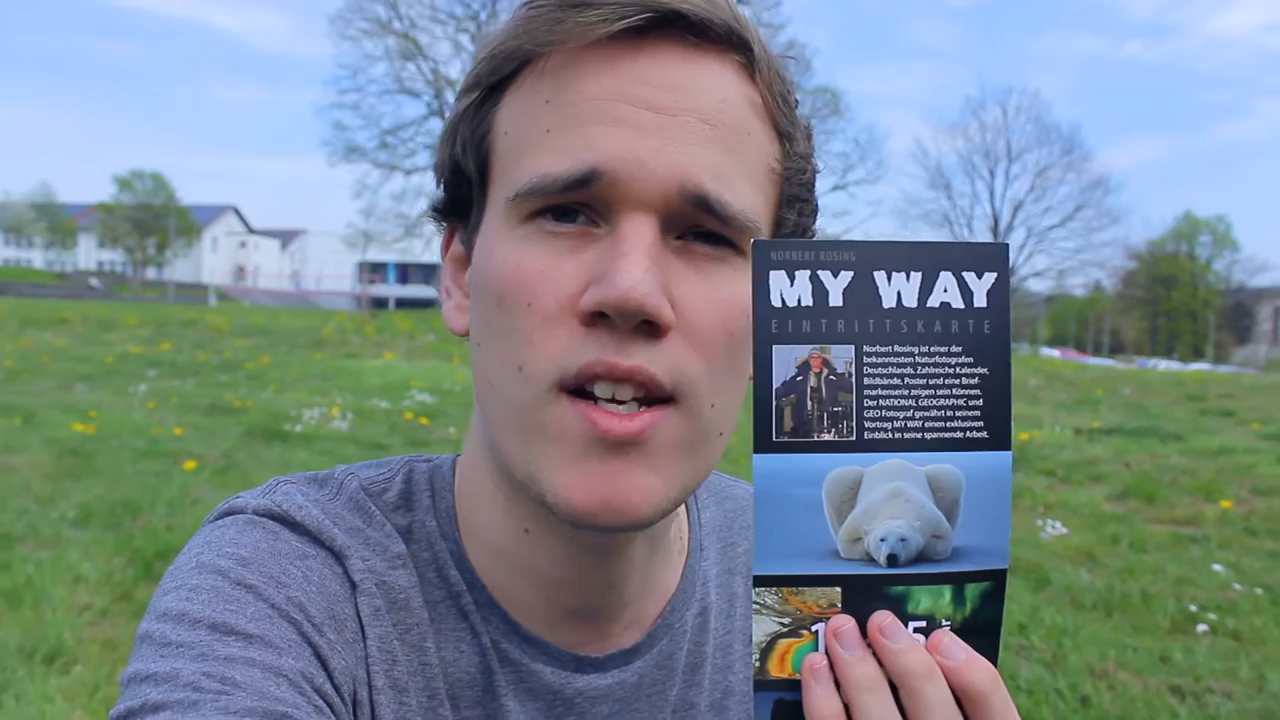 NORBERT ROSING
MY WAY
EINTRITTSKARTE
Norbert Rosing ist einer der
bekanntesten Naturfotografen
Deutschlands. Zahlreiche Kalender,
Bildbände, Poster und eine Brief-
markenserie zeigen sein Können.
Der NATIONAL GEOGRAPHIC und
GEO Fotograf gewährt in seinem
Vortrag MY WAY einen exklusiven
Einblick in seine spannende Arbeit.